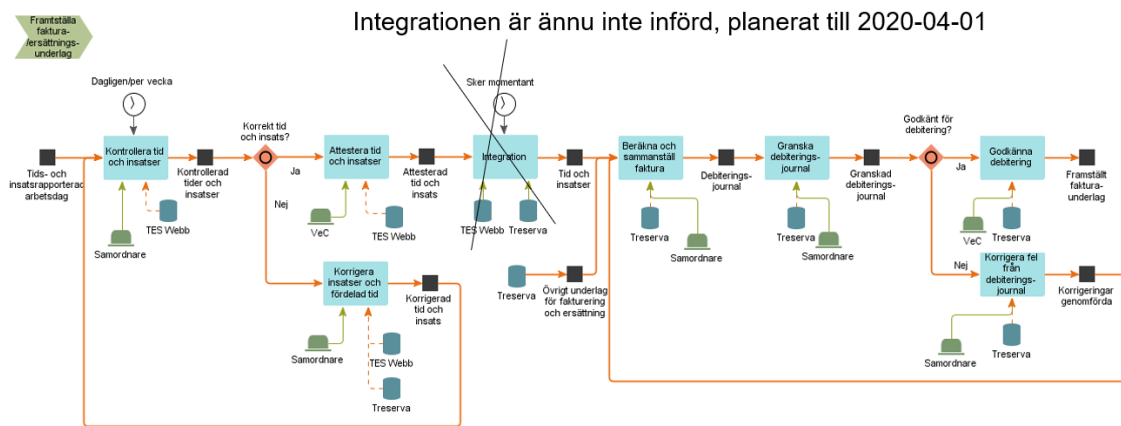 Framtställa
faktura-
/ersättnings-
underlag
Integrationen är ännu inte införd, planerat till 2020-04-01
Dagligen/per vecka
Sker momentant
Korrekt tid
och insats?
Godkänt för
debitering?
Kontrollera tid
och insatser
Attestera tid
och insatser
Integration
Beräkna och
sammanställ
faktura
Granska
debiterings-
journal
Godkänna
debitering
Tids- och
insatsrapporterad
arbetsdag
Kontrollerad
tider och
insatser
Ja
Nej
Attesterad
tid och
insats
Tid och
insatser
Debiterings-
journal
Granskad
debiterings-
journal
Ja
Nej
Framställt
faktura-
underlag
Samordnare
TES Webb
VeC
TES Webb
TES Webb
Treserva
Treserva
Samordnare
Treserva
Samordnare
VeC
Treserva
Korrigera
insatser och
fördelad tid
Korrigerad
tid och
insats
Treserva
Övrigt underlag
för fakturering
och ersättning
Korrigera fel
från
debiterings-
journal
Korrigeringar
genomförda
Samordnare
TES Webb
Treserva
Samordnare
Treserva